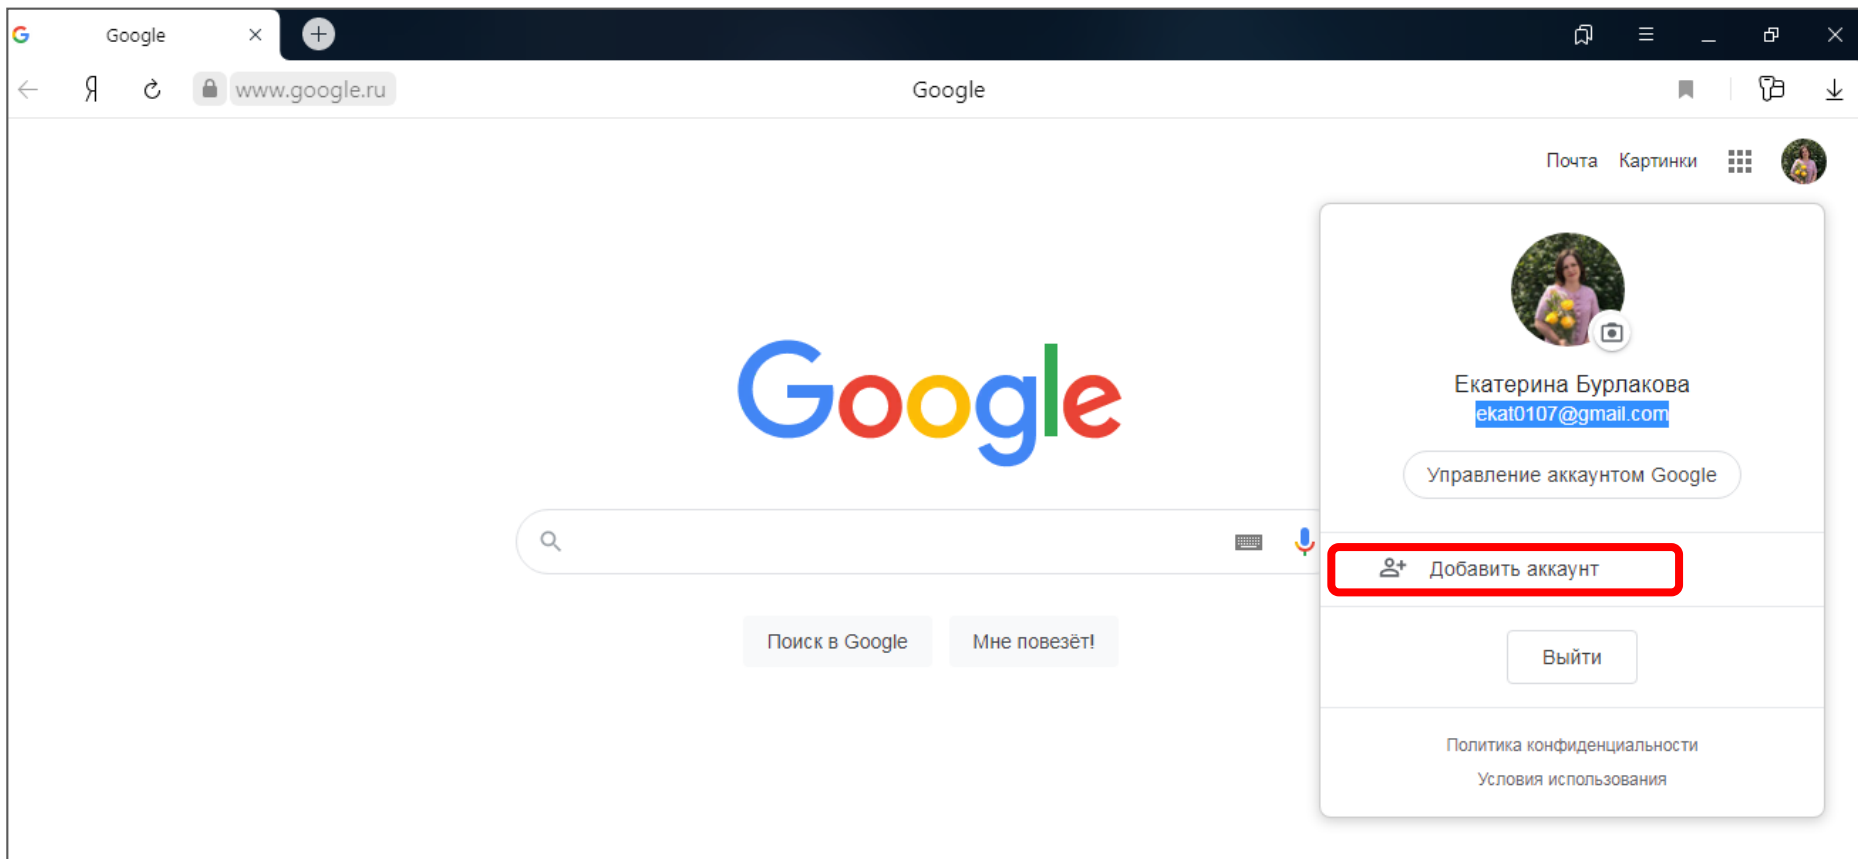 Google
Я
www.google.ru
Google
Почта Картинки
Google
Екатерина Бурлакова
ekat0107@gmail.com
Управление аккаунтом Google
Добавить аккаунт
Поиск в Google
Мне повезёт!
Выйти
Политика конфиденциальности
Условия использования